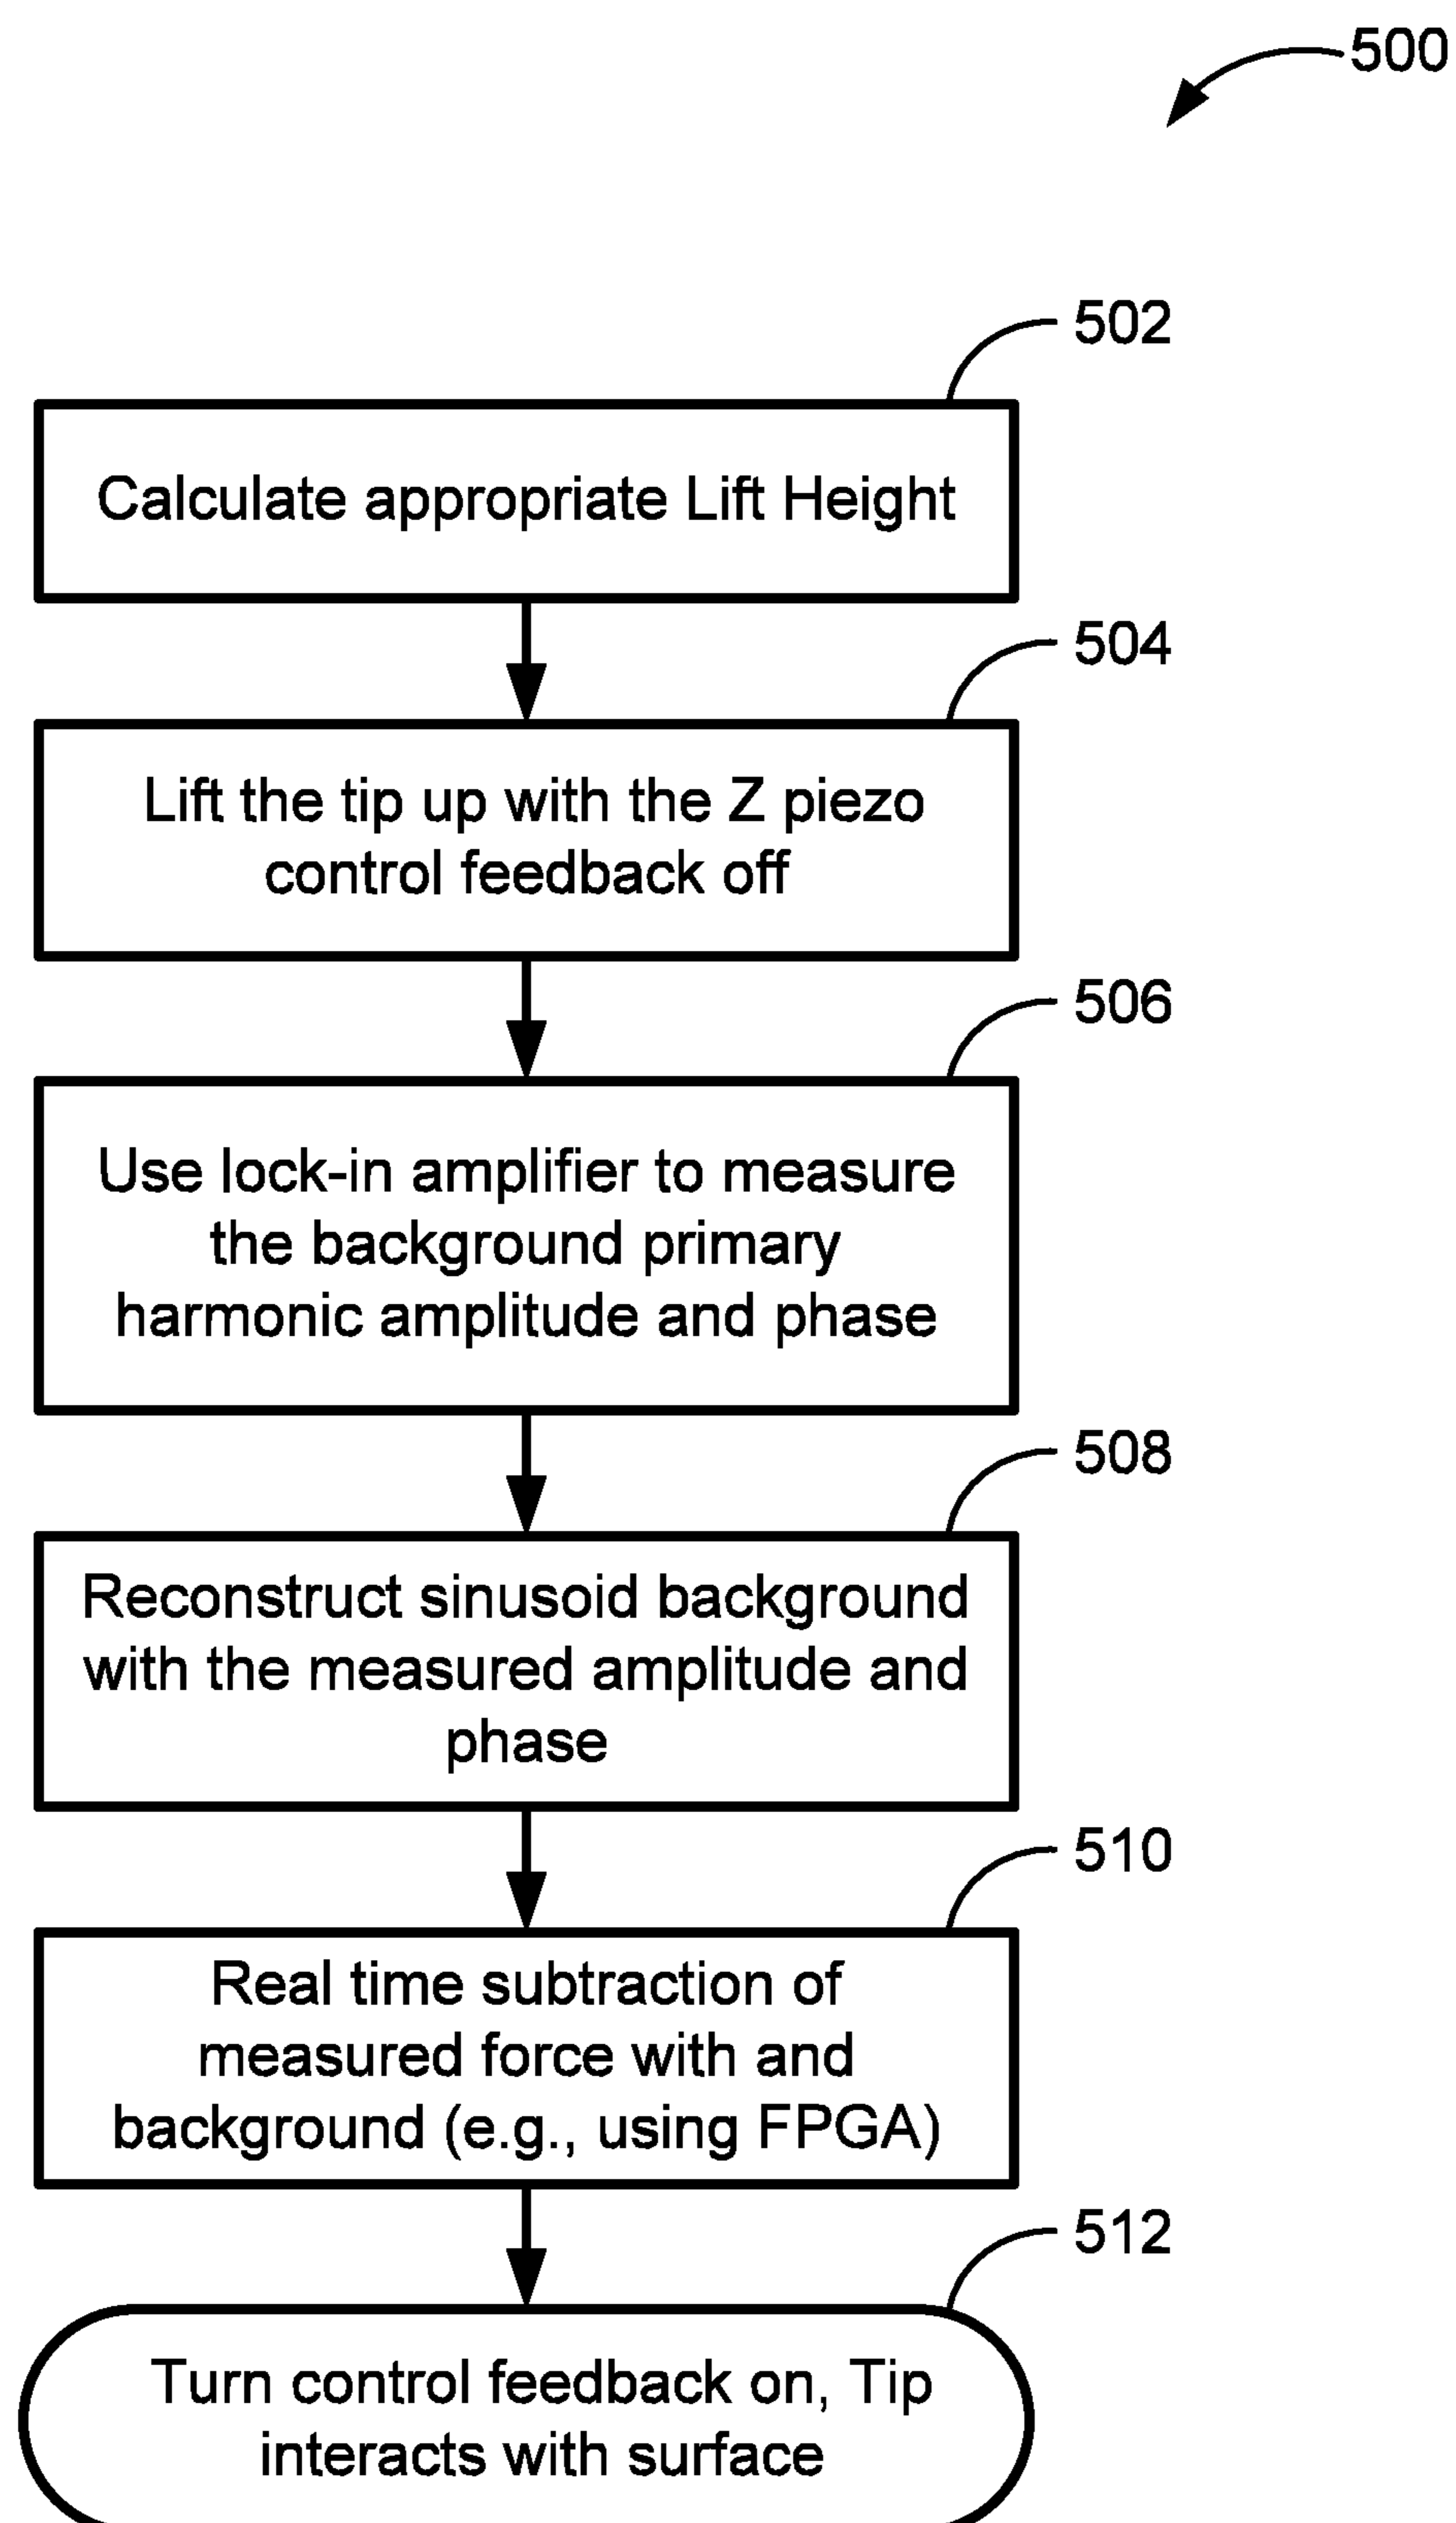 500
502
Calculate appropriate Lift Height
504
Lift the tip up with the Z piezo
control feedback off
506
Use lock-in amplifier to measure
the background primary
harmonic amplitude and phase
508
Reconstruct sinusoid background
with the measured amplitude and
phase
510
Real time subtraction of
measured force with and
background (e.g., using FPGA)
512
Turn control feedback on, Tip
interacts with surface